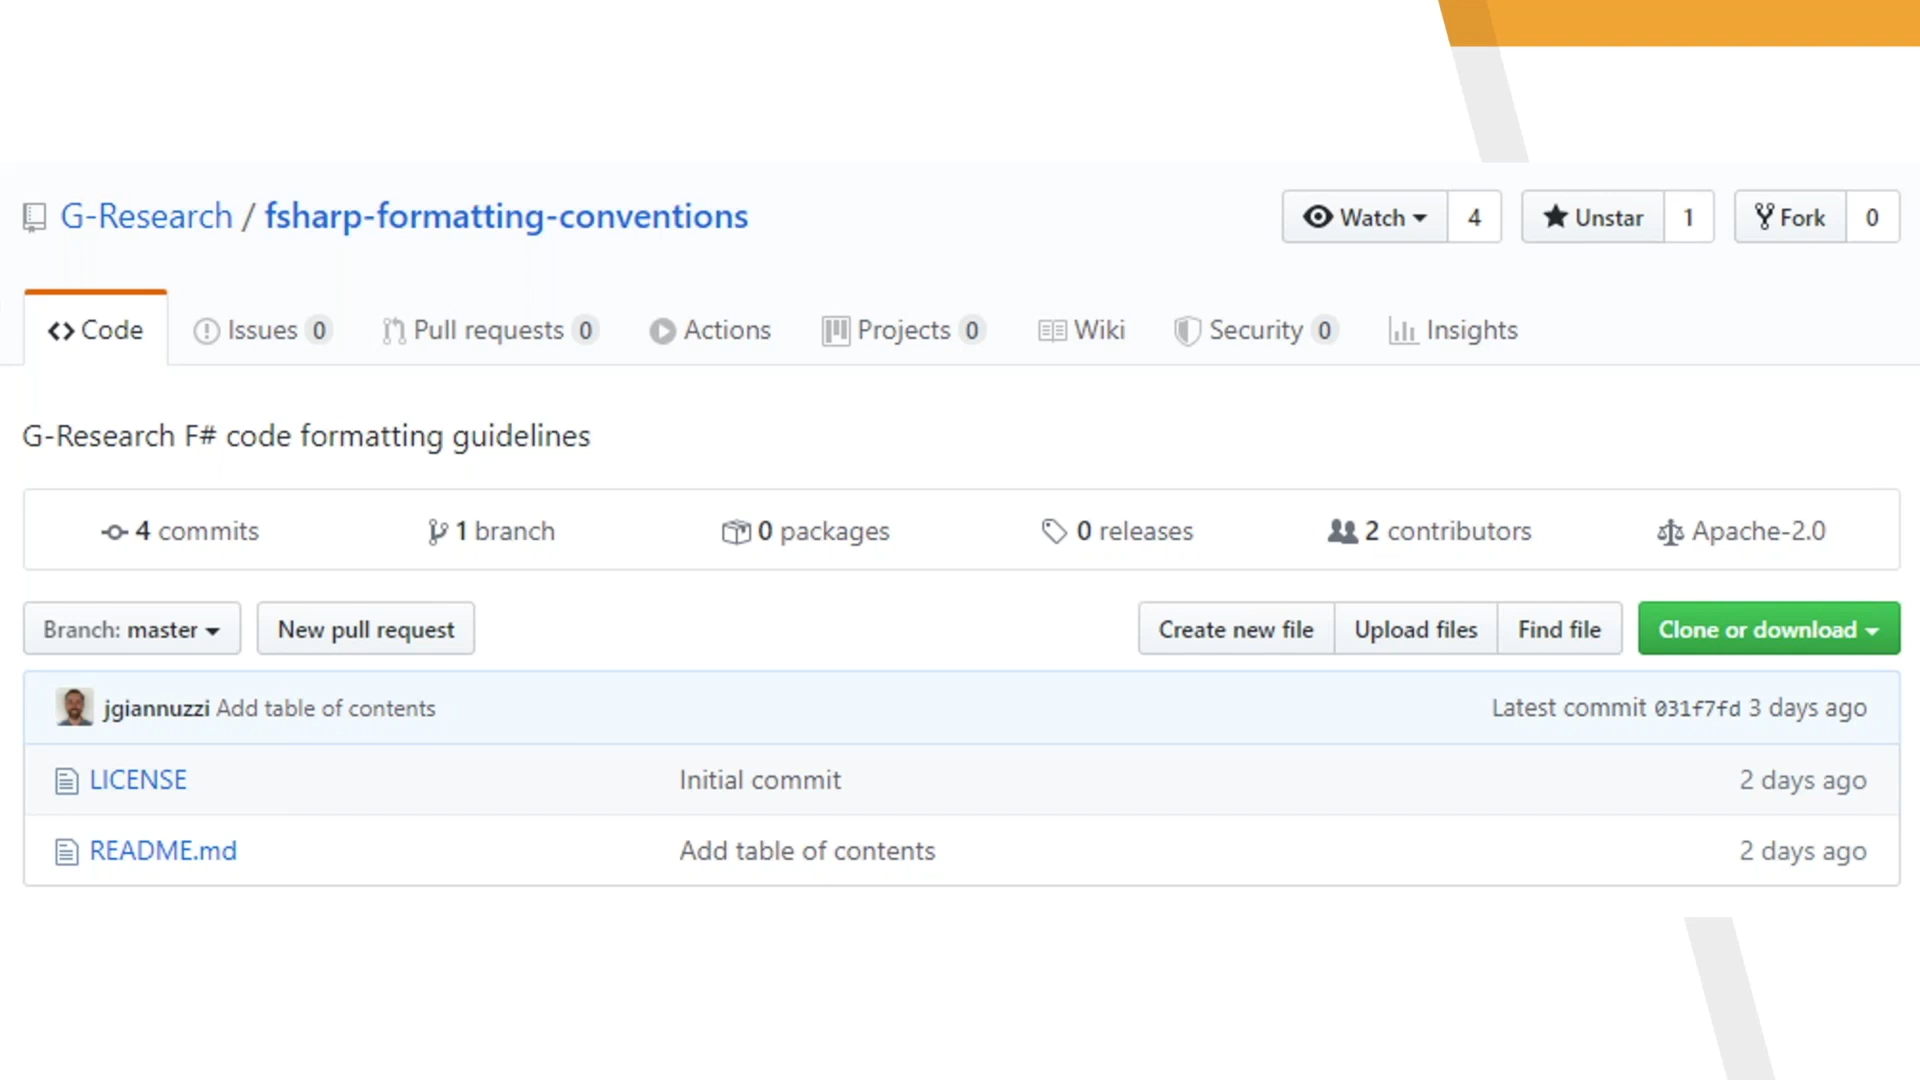 G-Research / fsharp-formatting-conventions
Watch 4 Unstar 1 Fork 0
Code Issues 0 Pull requests 0 Actions Projects 0 Wiki Security 0 Insights
G-Research F# code formatting guidelines
4 commits 1 branch 0 packages 0 releases 2 contributors Apache-2.0
Branch: master New pull request Create new file Upload files Find file Clone or download
jgiannuzzi Add table of contents Latest commit 031f7fd 3 days ago
LICENSE Initial commit 2 days ago
README.md Add table of contents 2 days ago